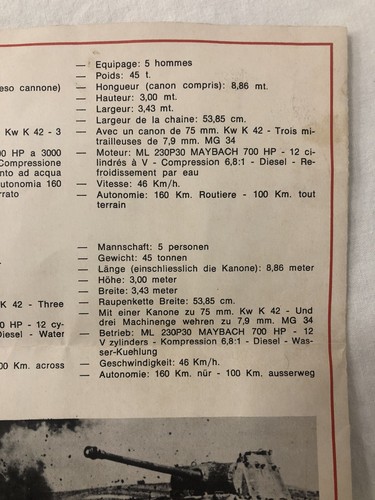 — Equipage: 5 hommes
— Poids: 45 t.
eso cannone)
— Hongueur (canon compris): 8,86 mt.
— Hauteur: 3,00 mt.
— Largeur: 3,43 mt.
— Largeur de la chaine: 53,85 cm.
Kw K 42 - 3
— Avec un canon de 75 mm. Kw K 42 - Trois mi-
trailleuses de 7,9 mm. MG 34
00 HP a 3000
— Moteur: ML 230P30 MAYBACH 700 HP - 12 ci-
Compressione
lindrés à V - Compression 6,8:1 - Diesel - Re-
nto ad acqua
froidissement par eau
utonomia 160
— Vitesse: 46 Km/h.
rrato
— Autonomie: 160 Km. Routiere - 100 Km. tout
terrain
— Mannschaft: 5 personen
— Gewicht: 45 tonnen
— Länge (einschliesslich die Kanone): 8,86 meter
— Höhe: 3,00 meter
— Breite: 3,43 meter
— Raupenkette Breite: 53,85 cm.
K 42 - Three
— Mit einer Kanone zu 75 mm. Kw K 42 - Und
drei Machinenge wehren zu 7,9 mm. MG 34
0 HP - 12 cy-
— Betrieb: ML 230P30 MAYBACH 700 HP - 12
Diesel - Water
V zylinders - Kompression 6,8:1 - Diesel - Was-
ser-Kuehlung
00 Km. across
— Geschwindigkeit: 46 Km/h.
— Autonomie: 160 Km. nür - 100 Km. ausserweg